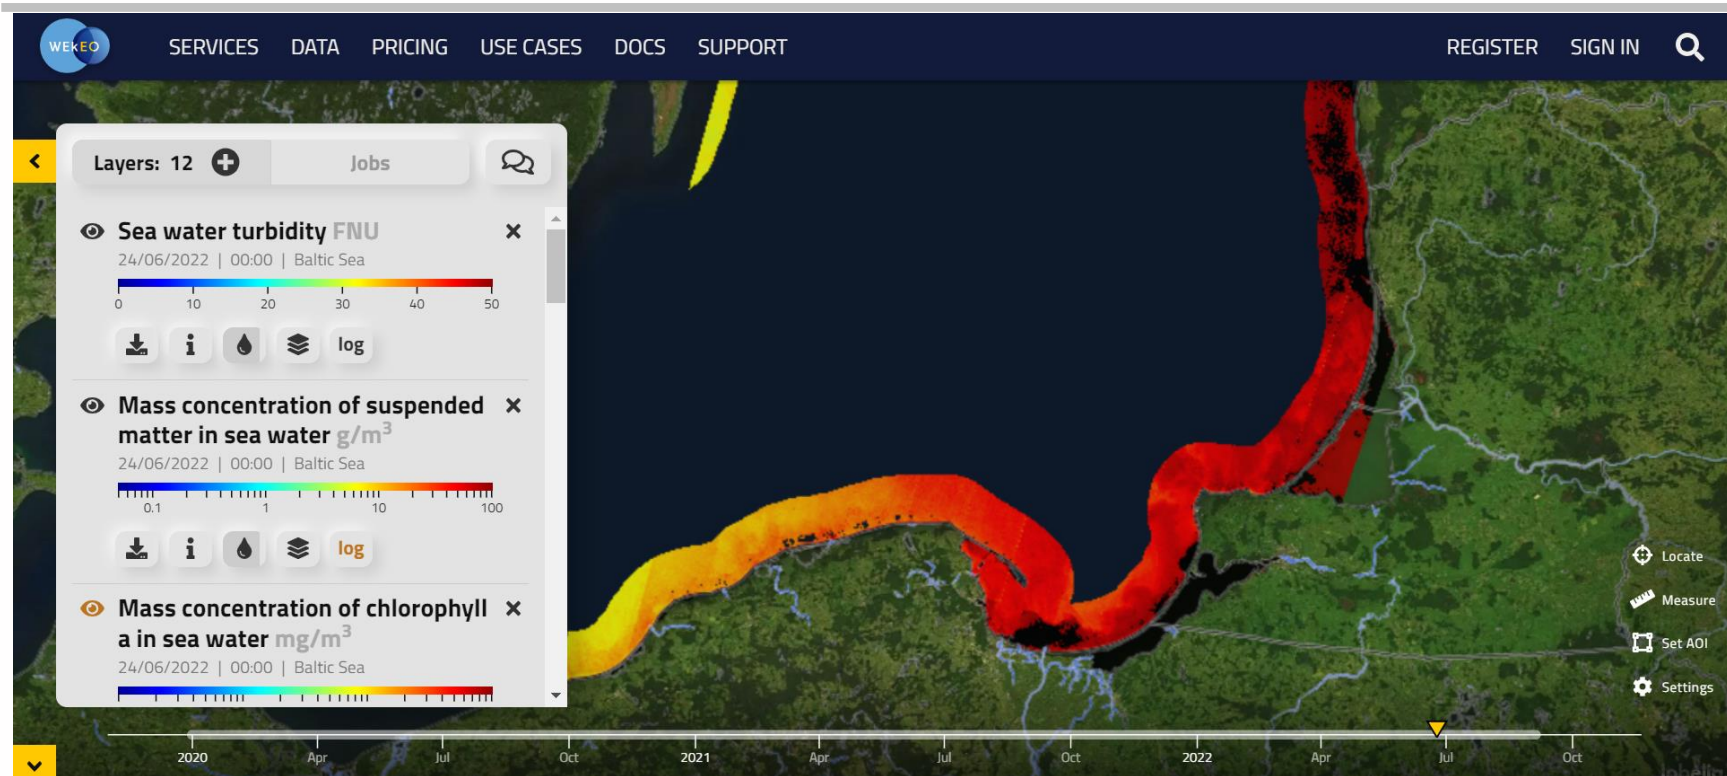 WEKEO
SERVICES DATA PRICING USE CASES DOCS SUPPORT REGISTER SIGN IN
Layers: 12 Jobs
Sea water turbidity FNU
24/06/2022 | 00:00 | Baltic Sea
0 10 20 30 40 50
log
Mass concentration of suspended
matter in sea water g/m³
24/06/2022 | 00:00 | Baltic Sea
0.1 1 10 100
log
Mass concentration of chlorophyll
a in sea water mg/m³
24/06/2022 | 00:00 | Baltic Sea
Locate
Measure
Set AOI
Settings
2020 Apr Jul Oct 2021 Apr Jul Oct 2022 Apr Jul Oct